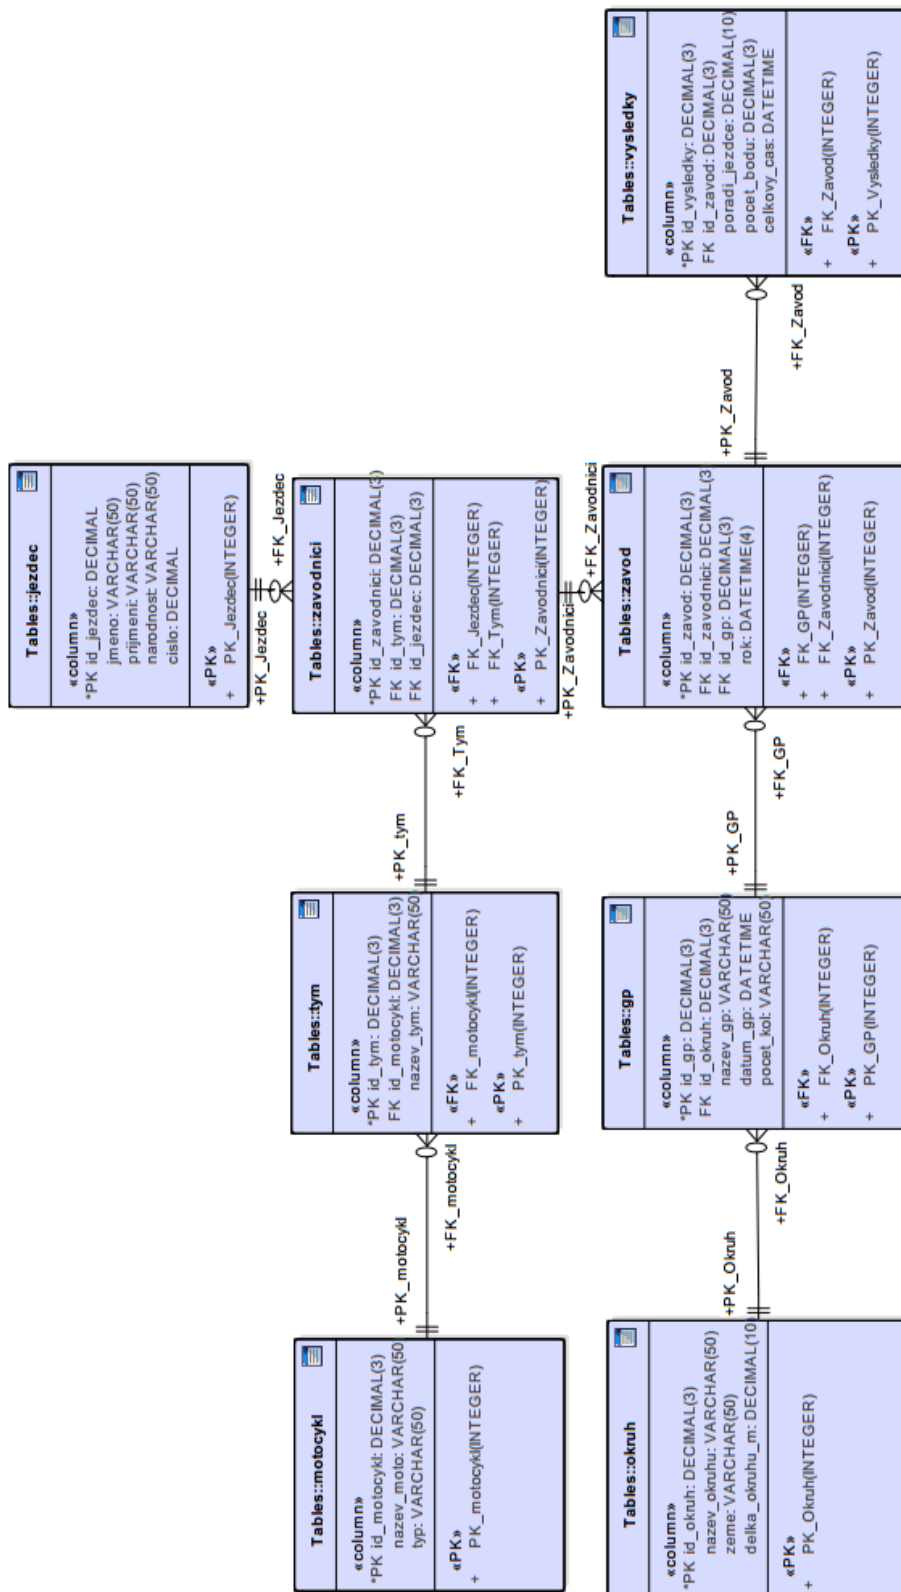 Tables::motocykl
«column»
*PK id_motocykl: DECIMAL(3)
nazev_moto: VARCHAR(50)
typ: VARCHAR(50)
«PK»
+ PK_motocykl(INTEGER)
+PK_motocykl
+FK_motocykl
Tables::tym
«column»
*PK id_tym: DECIMAL(3)
FK id_motocykl: DECIMAL(3)
nazev_tym: VARCHAR(50)
«FK»
+ FK_motocykl(INTEGER)
«PK»
+ PK_tym(INTEGER)
+PK_tym
+FK_Tym
Tables::jezdec
«column»
*PK id_jezdec: DECIMAL
jmeno: VARCHAR(50)
prijmeni: VARCHAR(50)
narodnost: VARCHAR(50)
cislo: DECIMAL
«PK»
+ PK_Jezdec(INTEGER)
+PK_Jezdec
+FK_Jezdec
Tables::zavodnici
«column»
*PK id_zavodnici: DECIMAL(3)
FK id_tym: DECIMAL(3)
FK id_jezdec: DECIMAL(3)
«FK»
+ FK_Jezdec(INTEGER)
+ FK_Tym(INTEGER)
«PK»
+ PK_Zavodnici(INTEGER)
+PK_Zavodnici
+FK_Zavodnici
Tables::okruh
«column»
*PK id_okruh: DECIMAL(3)
nazev_okruhu: VARCHAR(50)
zeme: VARCHAR(50)
delka_okruhu_m: DECIMAL(10)
«PK»
+ PK_Okruh(INTEGER)
+PK_Okruh
+FK_Okruh
Tables::gp
«column»
*PK id_gp: DECIMAL(3)
FK id_okruh: DECIMAL(3)
nazev_gp: VARCHAR(50)
datum_gp: DATETIME
pocet_kol: VARCHAR(50)
«FK»
+ FK_Okruh(INTEGER)
«PK»
+ PK_GP(INTEGER)
+PK_GP
+FK_GP
Tables::zavod
«column»
*PK id_zavod: DECIMAL(3)
FK id_zavodnici: DECIMAL(3
FK id_gp: DECIMAL(3)
rok: DATETIME(4)
«FK»
+ FK_GP(INTEGER)
+ FK_Zavodnici(INTEGER)
«PK»
+ PK_Zavod(INTEGER)
+PK_Zavod
+FK_Zavod
Tables::vysledky
«column»
*PK id_vysledky: DECIMAL(3)
FK id_zavod: DECIMAL(3)
poradi_jezdce: DECIMAL(10)
pocet_bodu: DECIMAL(3)
celkovy_cas: DATETIME
«FK»
+ FK_Zavod(INTEGER)
«PK»
+ PK_Vysledky(INTEGER)